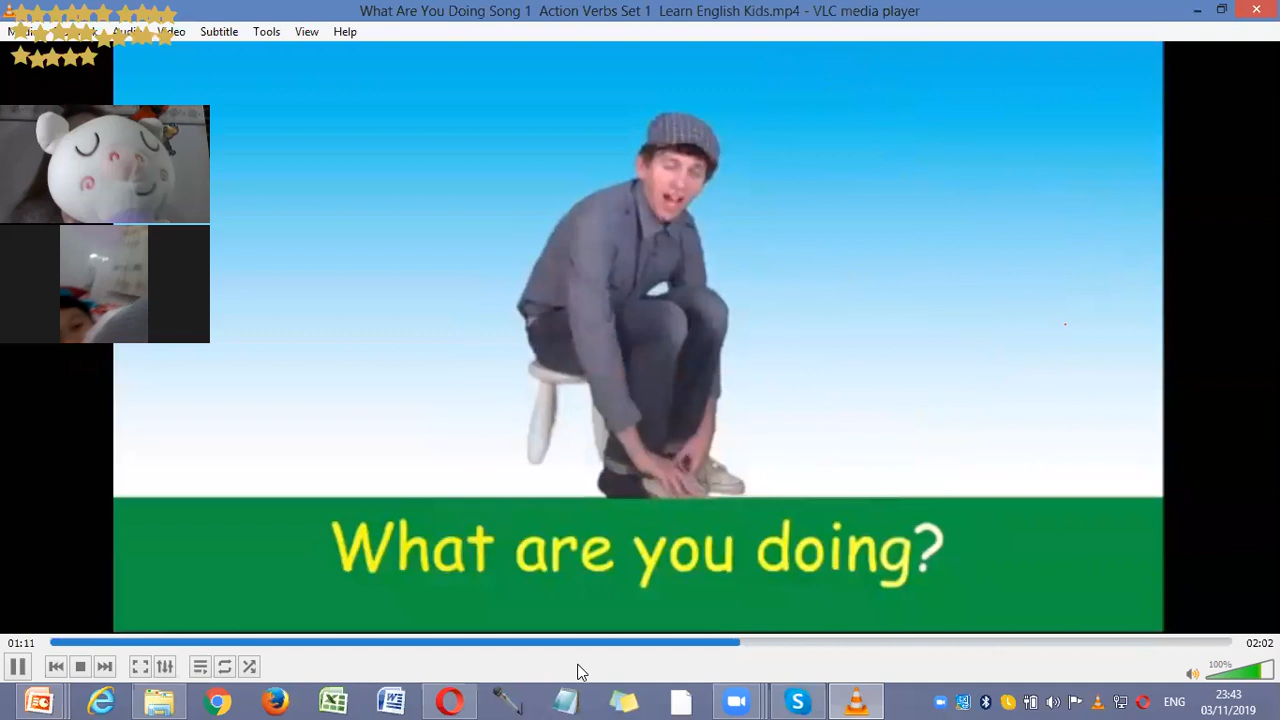 What Are You Doing Song 1 Action Verbs Set 1 Learn English Kids.mp4 - VLC media player
Subtitle Tools View Help
What are you doing?
01:11
02:02
100%
ENG
23:43
03/11/2019